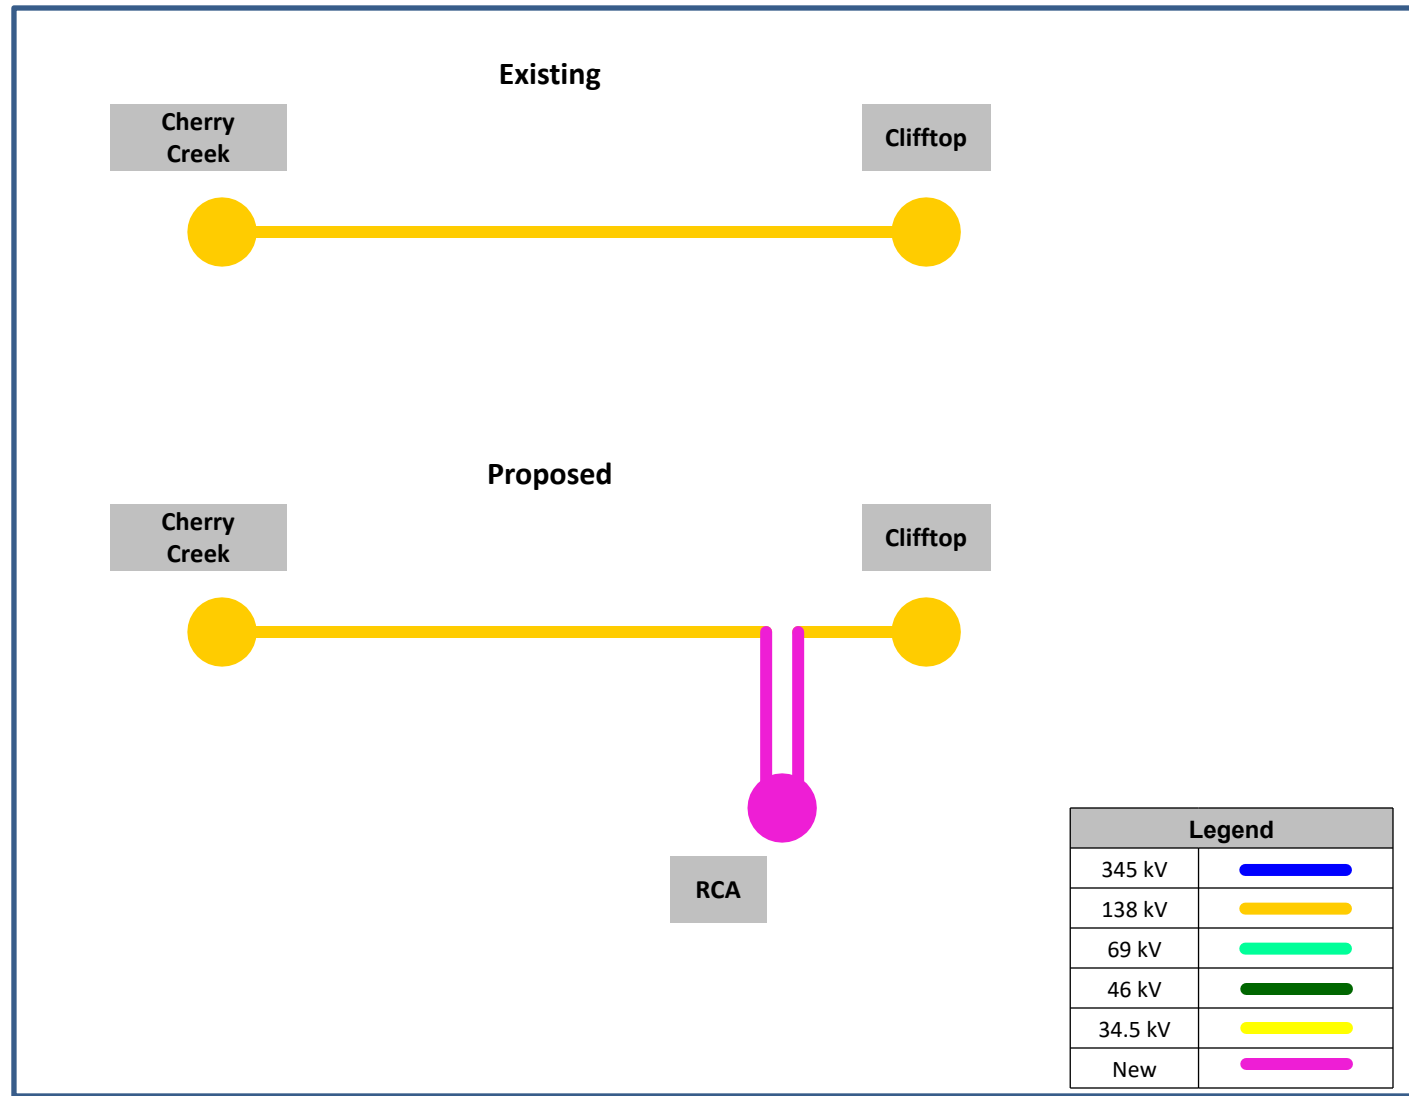 Existing
Cherry
Creek
Clifftop
Proposed
Cherry
Creek
Clifftop
RCA
Legend
345 kV
138 kV
69 kV
46 kV
34.5 kV
New